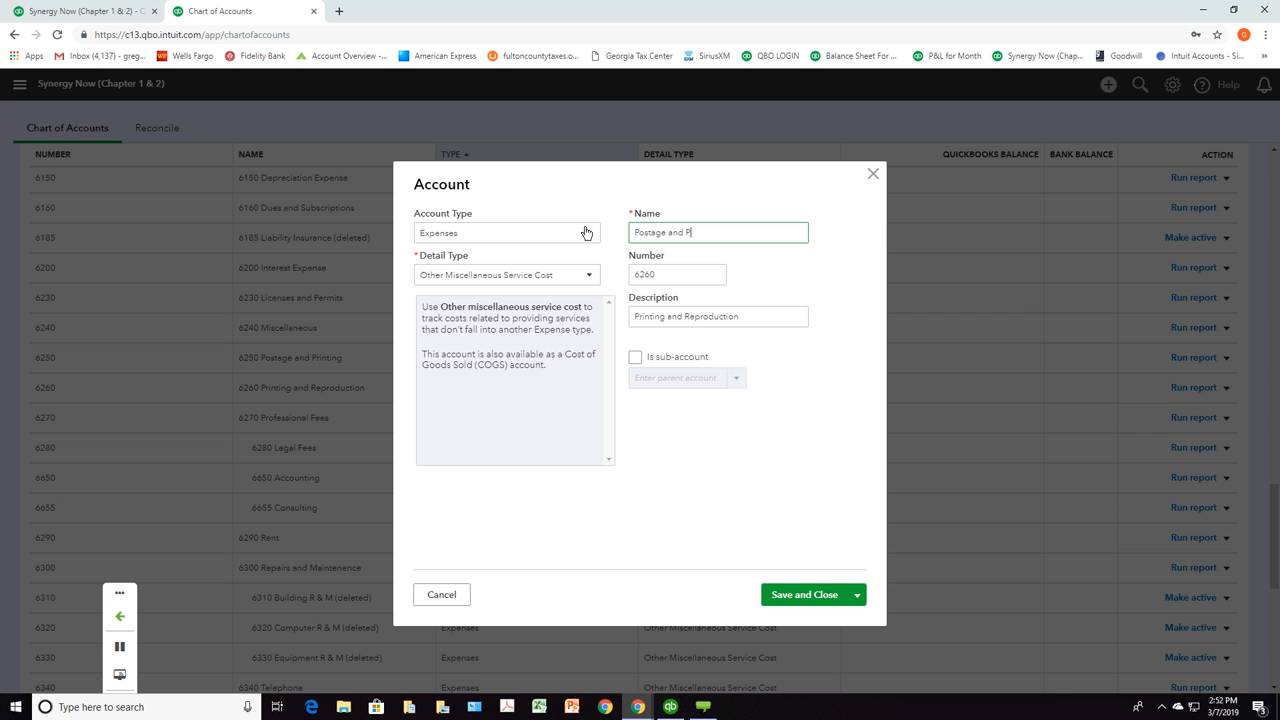 Synergy Now (Chapter 1 & 2) - C
Chart of Accounts
https://c13.qbo.intuit.com/app/chartofaccounts
Apps
Inbox (4,137) - greg...
Wells Fargo
Fidelity Bank
Account Overview -...
American Express
fultoncountytaxes.o...
Georgia Tax Center
SiriusXM
QBO LOGIN
Balance Sheet For ...
P&L for Month
Synergy Now (Chap...
Goodwill
Intuit Accounts - Si...
Synergy Now (Chapter 1 & 2)
Help
Chart of Accounts
Reconcile
NUMBER NAME TYPE DETAIL TYPE QUICKBOOKS BALANCE BANK BALANCE ACTION
6150 6150 Depreciation Expense Run report
6160 6160 Dues and Subscriptions Run report
6185 6185 Liability Insurance (deleted) Make active
6200 6200 Interest Expense Run report
6230 6230 Licenses and Permits Run report
6240 6240 Miscellaneous Run report
6250 6250 Postage and Printing Run report
6260 6260 Printing and Reproduction Run report
6270 6270 Professional Fees Run report
6280 6280 Legal Fees Run report
6650 6650 Accounting Run report
6655 6655 Consulting Run report
6290 6290 Rent Run report
6300 6300 Repairs and Maintenence Run report
6310 6310 Building R & M (deleted) Make active
6320 6320 Computer R & M (deleted) Expenses Other Miscellaneous Service Cost Make active
6330 6330 Equipment R & M (deleted) Expenses Other Miscellaneous Service Cost Make active
6340 6340 Telephone Expenses Other Miscellaneous Service Cost Run report
Account
Account Type
Expenses
* Detail Type
Other Miscellaneous Service Cost
Use Other miscellaneous service cost to
track costs related to providing services
that don't fall into another Expense type.
This account is also available as a Cost of
Goods Sold (COGS) account.
* Name
Postage and P
Number
6260
Description
Printing and Reproduction
Is sub-account
Enter parent account
Cancel
Save and Close
Type here to search
2:52 PM
3/7/2019